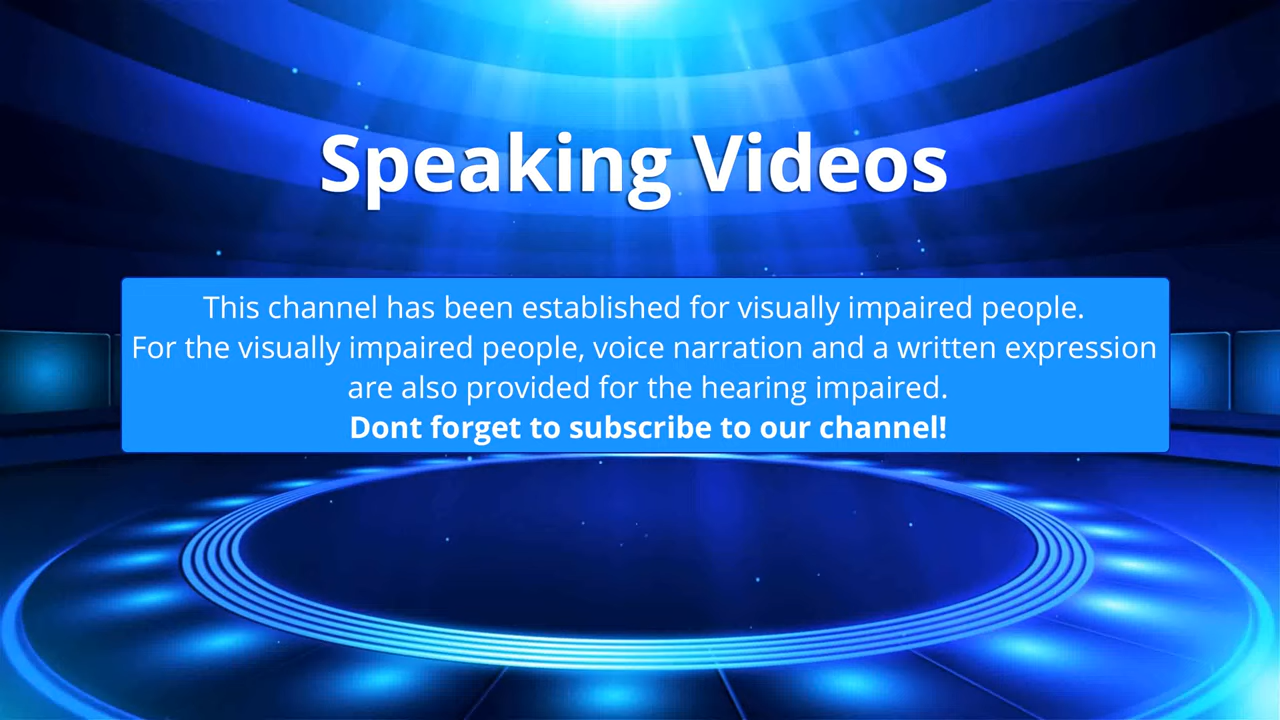 Speaking Videos
This channel has been established for visually impaired people.
For the visually impaired people, voice narration and a written expression
are also provided for the hearing impaired.
Dont forget to subscribe to our channel!